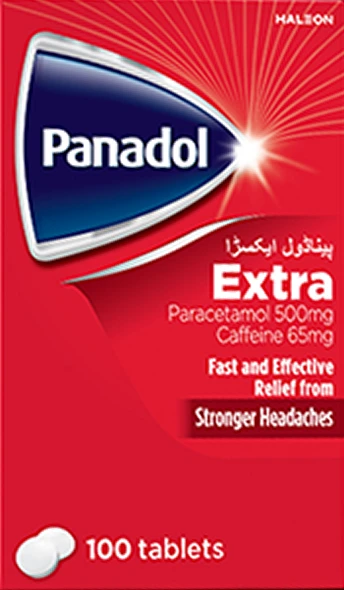 HALEON
Panadol
پیناڈول ایکسٹرا
Extra
Paracetamol 500mg
Caffeine 65mg
Fast and Effective
Relief from
Stronger Headaches
100 tablets